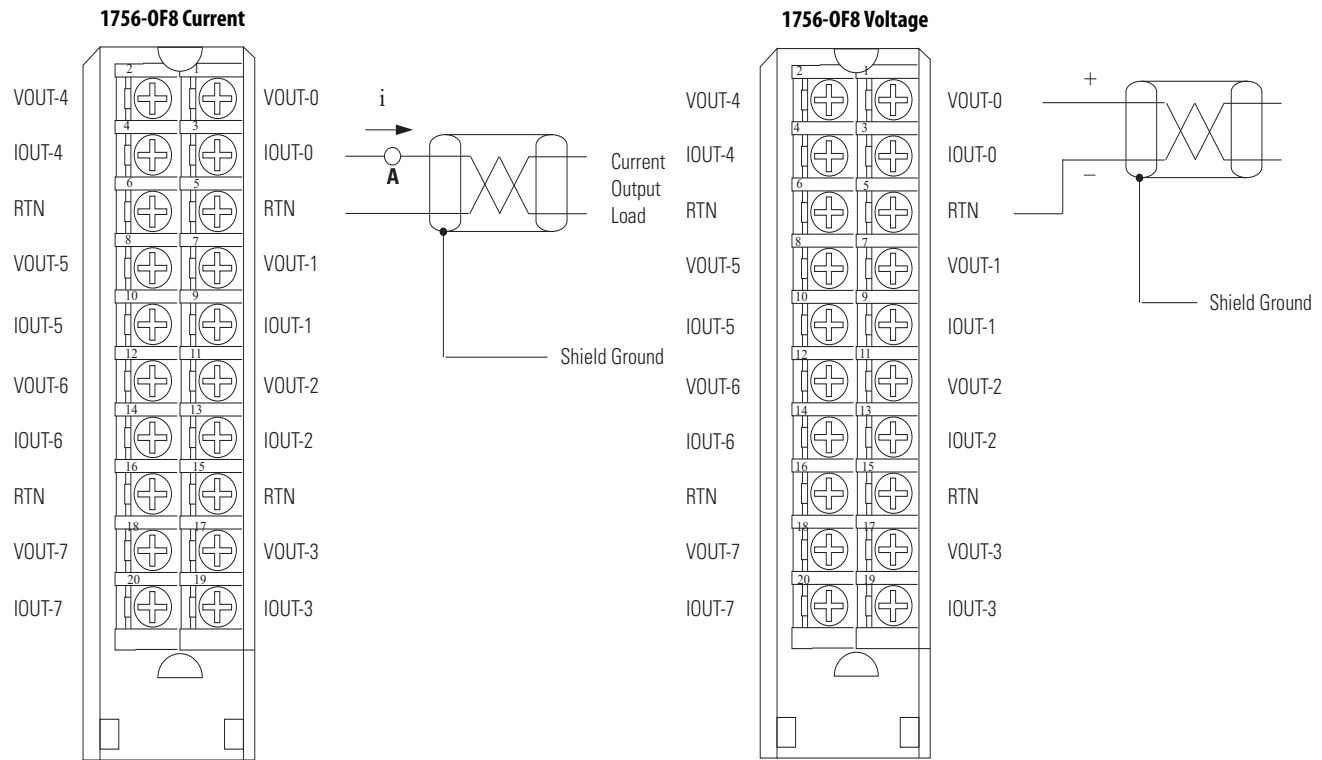 1756-OF8 Current
2 1
VOUT-4 VOUT-0
i
4 3
IOUT-4 IOUT-0
A
Current
Output
Load
6 5
RTN RTN
8 7
VOUT-5 VOUT-1
10 9
IOUT-5 IOUT-1
Shield Ground
12 11
VOUT-6 VOUT-2
14 13
IOUT-6 IOUT-2
16 15
RTN RTN
18 17
VOUT-7 VOUT-3
20 19
IOUT-7 IOUT-3
1756-OF8 Voltage
2 1
VOUT-4 VOUT-0
+
4 3
IOUT-4 IOUT-0
–
6 5
RTN RTN
8 7
VOUT-5 VOUT-1
Shield Ground
10 9
IOUT-5 IOUT-1
12 11
VOUT-6 VOUT-2
14 13
IOUT-6 IOUT-2
16 15
RTN RTN
18 17
VOUT-7 VOUT-3
20 19
IOUT-7 IOUT-3